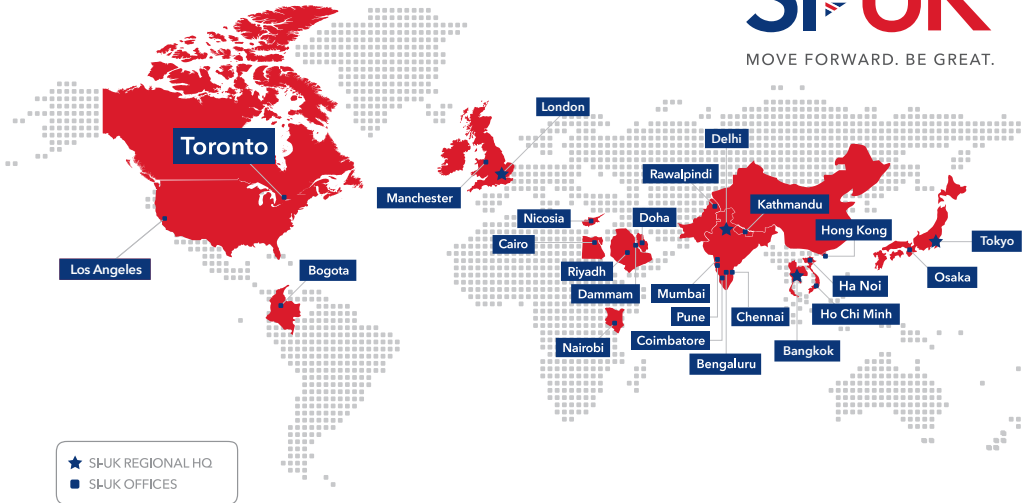 SI-UK
MOVE FORWARD. BE GREAT.
London
Delhi
Toronto
Rawalpindi
Manchester
Kathmandu
Nicosia
Doha
Hong Kong
Cairo
Tokyo
Los Angeles
Bogota
Riyadh
Osaka
Dammam
Mumbai
Ha Noi
Pune
Chennai
Ho Chi Minh
Nairobi
Coimbatore
Bangkok
Bengaluru
SI-UK REGIONAL HQ
SI-UK OFFICES